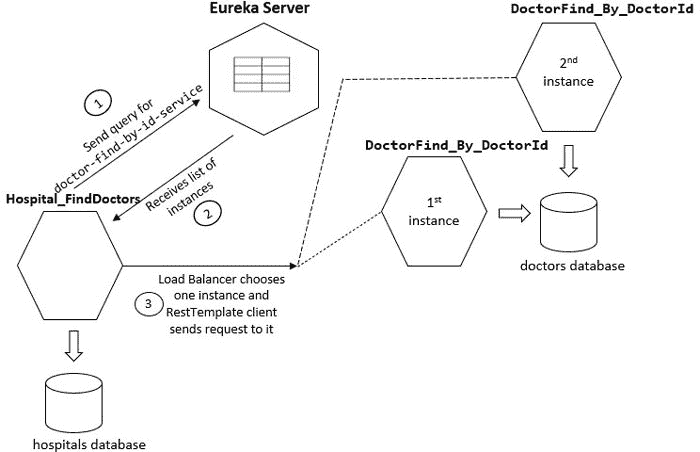 Eureka Server
DoctorFind_By_DoctorId
2nd
instance
1
Send query for
doctor-find-by-id-service
DoctorFind_By_DoctorId
Receives list of
instances
2
Hospital_FindDoctors
1st
instance
doctors database
Load Balancer chooses
one instance and
3
RestTemplate client
sends request to it
hospitals database